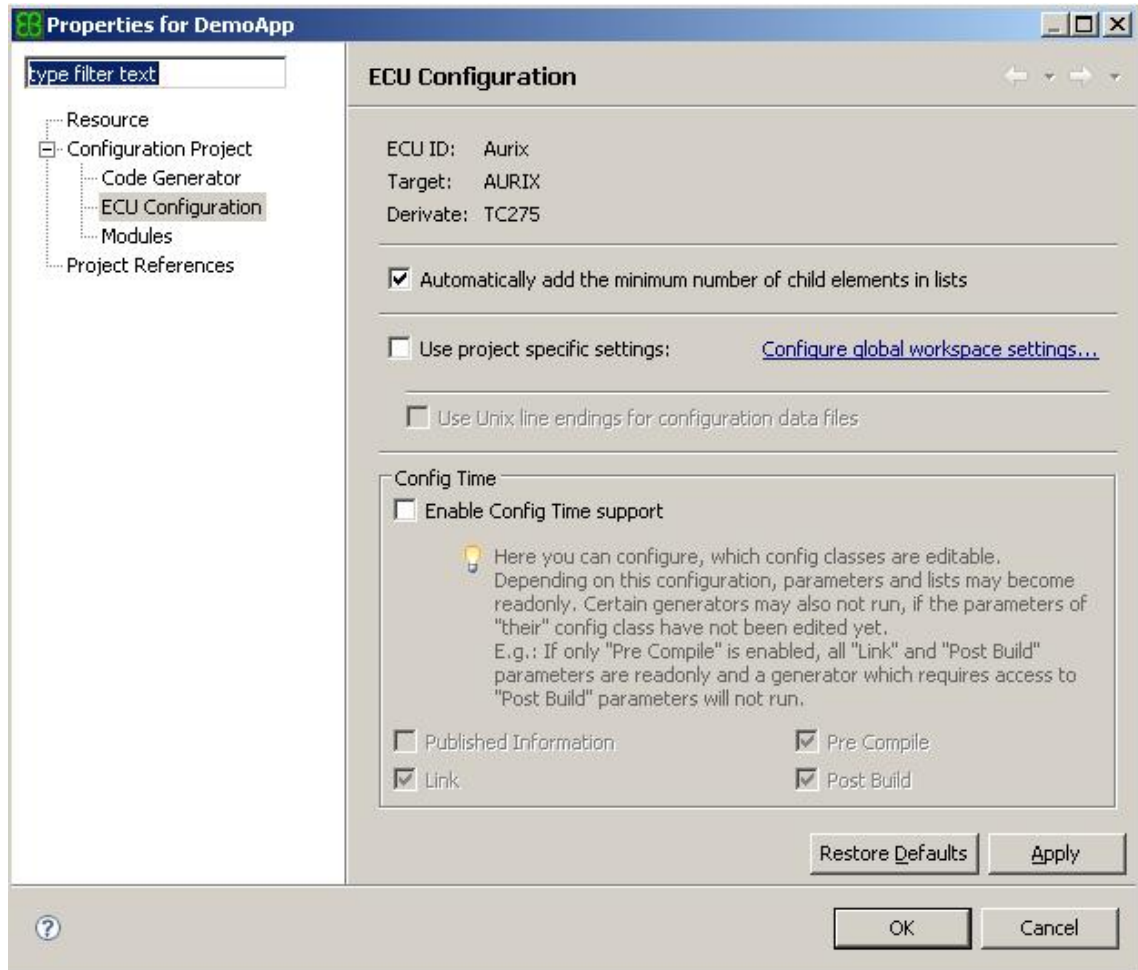 Properties for DemoApp
type filter text
Resource
Configuration Project
Code Generator
ECU Configuration
Modules
Project References
ECU Configuration
ECU ID: Aurix
Target: AURIX
Derivate: TC275
Automatically add the minimum number of child elements in lists
Use project specific settings: Configure global workspace settings...
Use Unix line endings for configuration data files
Config Time
Enable Config Time support
Here you can configure, which config classes are editable.
Depending on this configuration, parameters and lists may become
readonly. Certain generators may also not run, if the parameters of
"their" config class have not been edited yet.
E.g.: If only "Pre Compile" is enabled, all "Link" and "Post Build"
parameters are readonly and a generator which requires access to
"Post Build" parameters will not run.
Published Information Pre Compile
Link Post Build
Restore Defaults Apply
OK Cancel